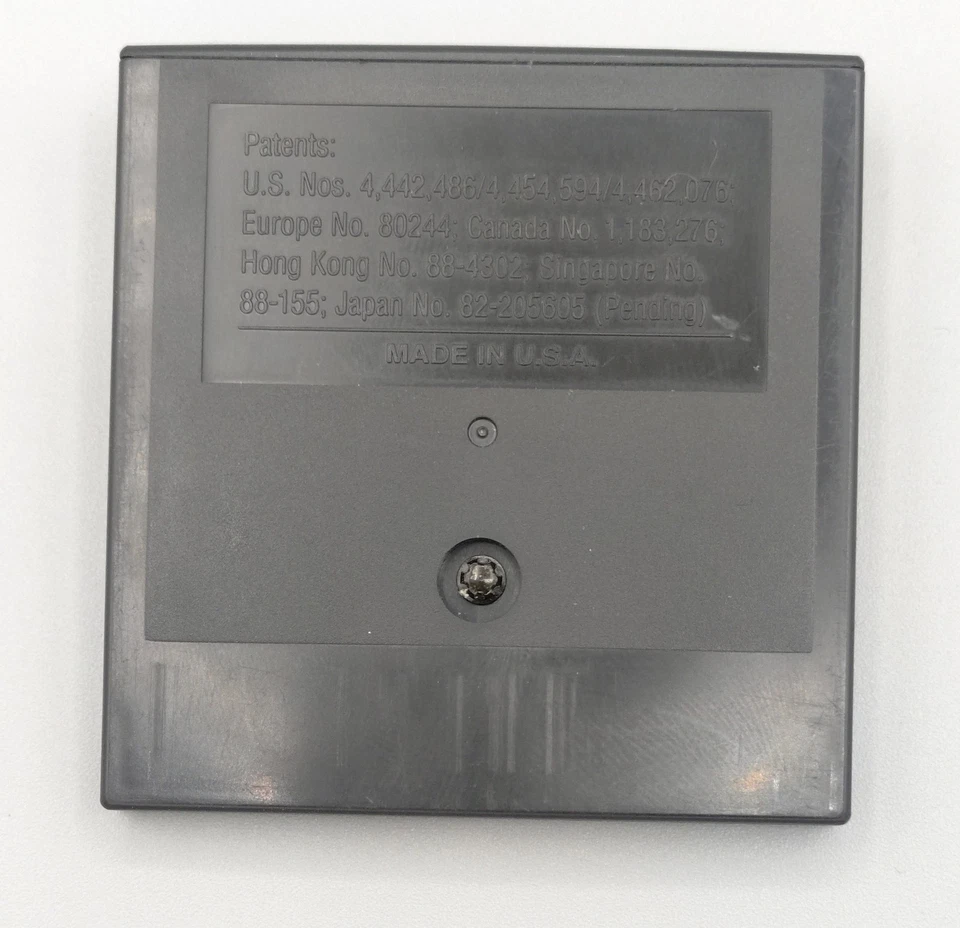 Patents:
U.S. Nos. 4,442,486/4,454,594/4,462,076;
Europe No. 80244; Canada No. 1,183,276;
Hong Kong No. 88-4302; Singapore No.
88-155; Japan No. 82-205605 (Pending)
MADE IN U.S.A.